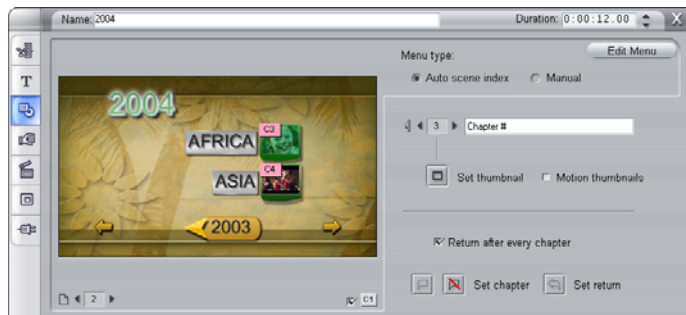 Name: 2004
Duration: 0:00:12.00
X
Menu type:
Edit Menu
Auto scene index
Manual
T
2004
C3
AFRICA
C4
ASIA
2003
3
Chapter #
Set thumbnail
Motion thumbnails
Return after every chapter
Set chapter
Set return
2
C1